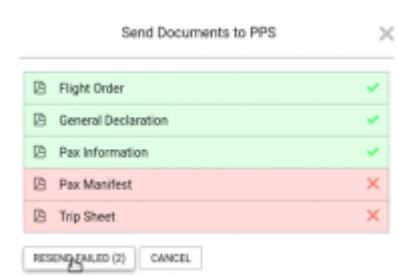 Send Documents to PPS
Flight Order
General Declaration
Pax Information
Pax Manifest
Trip Sheet
RESEND FAILED (2) CANCEL